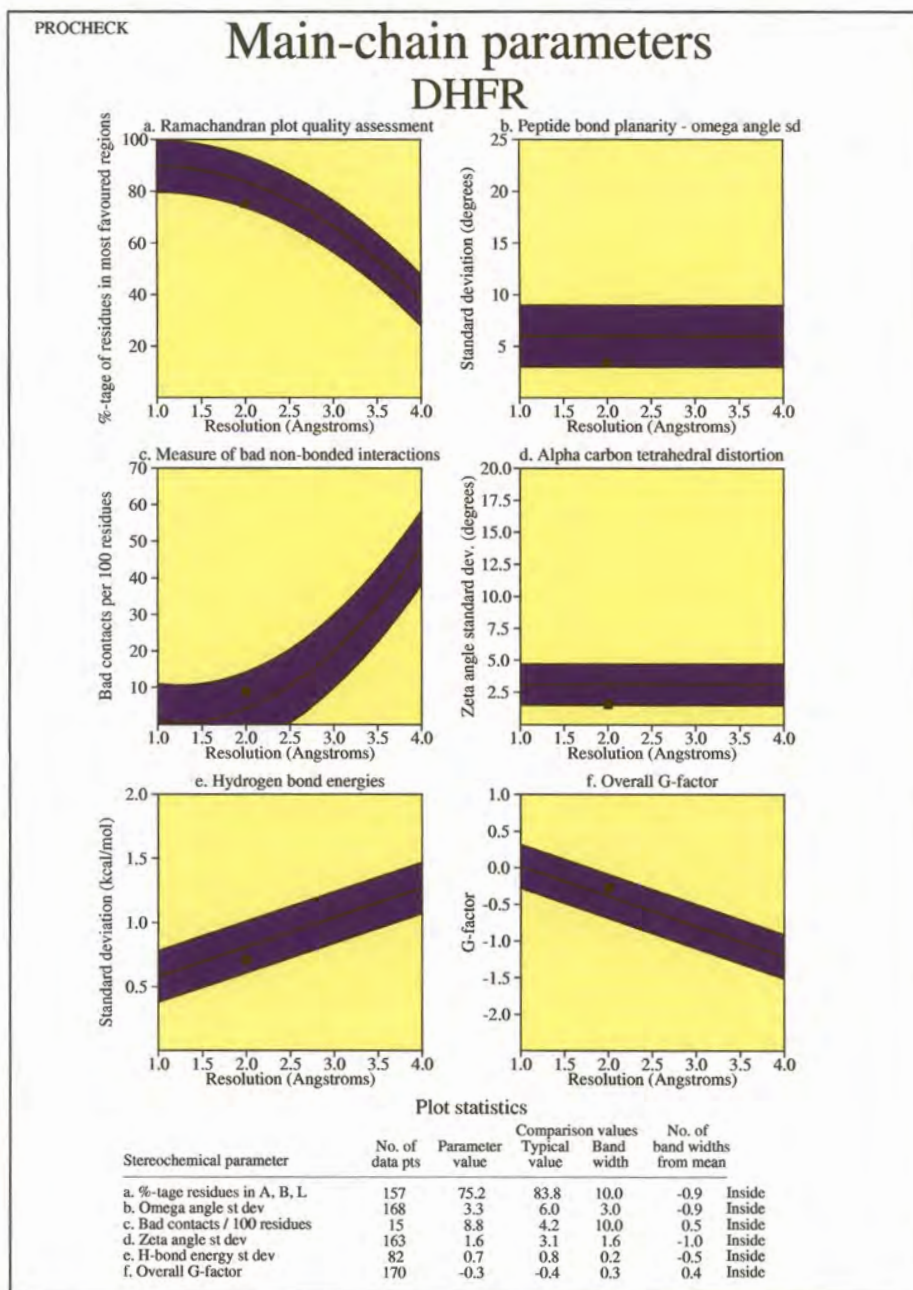 PROCHECK
Main-chain parameters
DHFR
a. Ramachandran plot quality assessment
%-tage of residues in most favoured regions
100
80
60
40
20
1.0 1.5 2.0 2.5 3.0 3.5 4.0
Resolution (Angstroms)
b. Peptide bond planarity - omega angle sd
Standard deviation (degrees)
25
20
15
10
5
1.0 1.5 2.0 2.5 3.0 3.5 4.0
Resolution (Angstroms)
c. Measure of bad non-bonded interactions
Bad contacts per 100 residues
70
60
50
40
30
20
10
1.0 1.5 2.0 2.5 3.0 3.5 4.0
Resolution (Angstroms)
d. Alpha carbon tetrahedral distortion
Zeta angle standard dev. (degrees)
20.0
17.5
15.0
12.5
10.0
7.5
5.0
2.5
1.0 1.5 2.0 2.5 3.0 3.5 4.0
Resolution (Angstroms)
e. Hydrogen bond energies
Standard deviation (kcal/mol)
2.0
1.5
1.0
0.5
1.0 1.5 2.0 2.5 3.0 3.5 4.0
Resolution (Angstroms)
f. Overall G-factor
G-factor
1.0
0.5
0.0
-0.5
-1.0
-1.5
-2.0
1.0 1.5 2.0 2.5 3.0 3.5 4.0
Resolution (Angstroms)
Plot statistics
Comparison values No. of
No. of Parameter Typical Band band widths
Stereochemical parameter data pts value value width from mean
a. %-tage residues in A, B, L 157 75.2 83.8 10.0 -0.9 Inside
b. Omega angle st dev 168 3.3 6.0 3.0 -0.9 Inside
c. Bad contacts / 100 residues 15 8.8 4.2 10.0 0.5 Inside
d. Zeta angle st dev 163 1.6 3.1 1.6 -1.0 Inside
e. H-bond energy st dev 82 0.7 0.8 0.2 -0.5 Inside
f. Overall G-factor 170 -0.3 -0.4 0.3 0.4 Inside